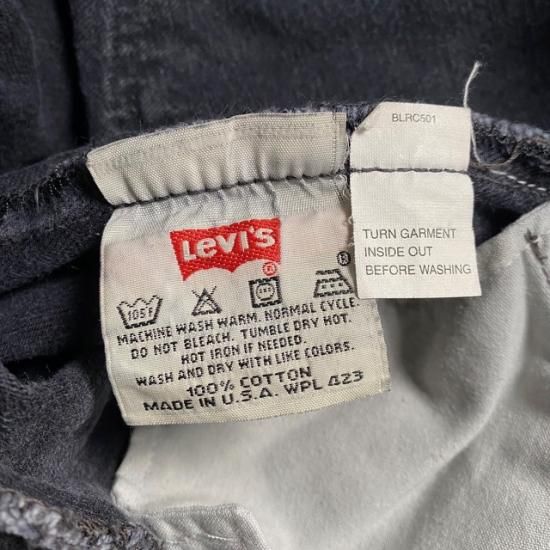 BLRC501
TURN GARMENT
INSIDE OUT
BEFORE WASHING
LEVI'S
®
105°F
MACHINE WASH WARM. NORMAL CYCLE.
DO NOT BLEACH. TUMBLE DRY HOT.
HOT IRON IF NEEDED.
WASH AND DRY WITH LIKE COLORS.
100% COTTON
MADE IN U.S.A. WPL 423